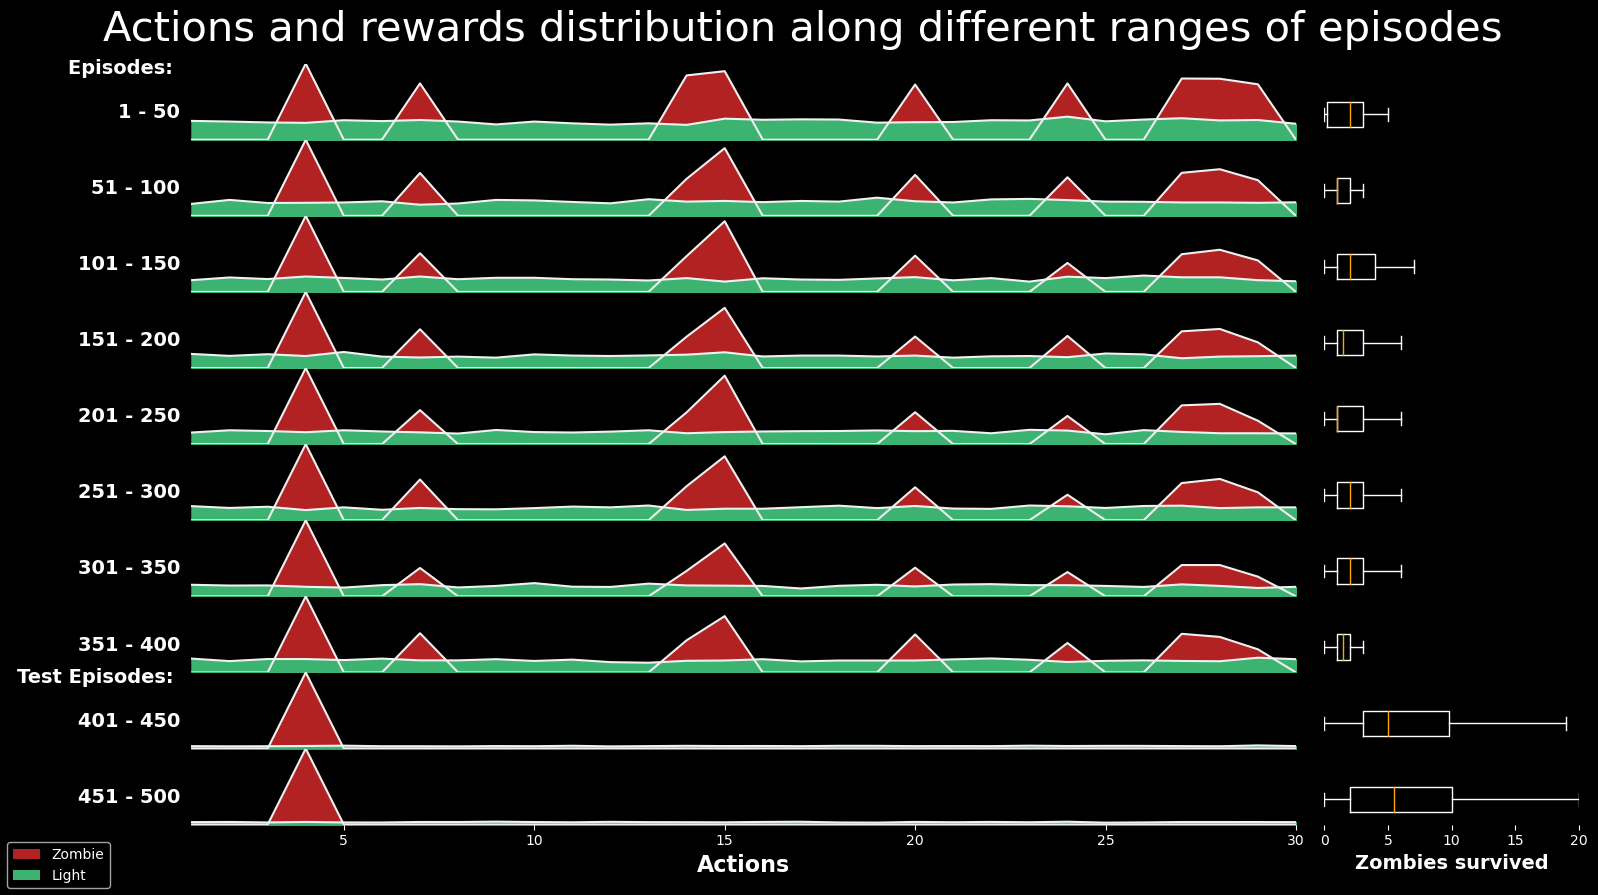 Actions and rewards distribution along different ranges of episodes
Episodes:
1 - 50
51 - 100
101 - 150
151 - 200
201 - 250
251 - 300
301 - 350
351 - 400
Test Episodes:
401 - 450
451 - 500
5 10 15 20 25 30 0 5 10 15 20
Actions
Zombies survived
Zombie
Light